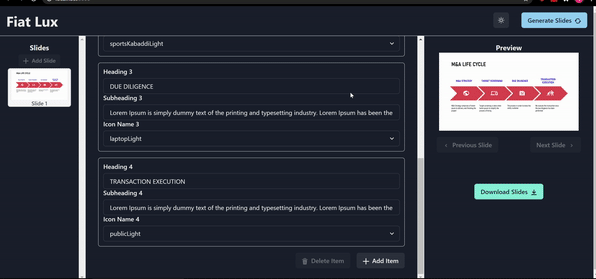 Fiat Lux
Generate Slides
Slides
+ Add Slide
Slide 1
sportsKabaddiLight
Heading 3
DUE DILIGENCE
Subheading 3
Lorem Ipsum is simply dummy text of the printing and typesetting industry. Lorem Ipsum has been the
Icon Name 3
laptopLight
Heading 4
TRANSACTION EXECUTION
Subheading 4
Lorem Ipsum is simply dummy text of the printing and typesetting industry. Lorem Ipsum has been the
Icon Name 4
publicLight
Delete Item
+ Add Item
Preview
M&A LIFE CYCLE
< Previous Slide
Next Slide >
Download Slides